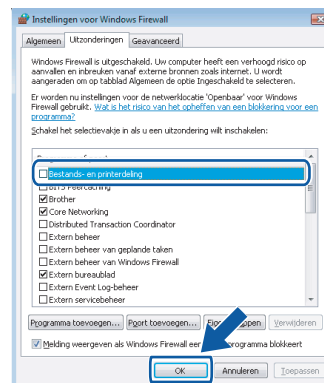 Instellingen voor Windows Firewall
Algemeen Uitzonderingen Geavanceerd
Windows Firewall is uitgeschakeld. Uw computer heeft een verhoogd risico op
aanvallen en inbreuken vanaf externe bronnen zoals internet. U wordt
aangeraden om op tabblad Algemeen de optie Ingeschakeld te selecteren.
Er worden nu instellingen voor de netwerklocatie 'Openbaar' voor Windows
Firewall gebruikt. Wat is het risico van het opheffen van een blokkering voor een
programma?
Schakel het selectievakje in als u een uitzondering wilt inschakelen:
Bestands- en printerdeling
BITS Peercaching
Brother
Core Networking
Distributed Transaction Coordinator
Extern beheer
Extern beheer van geplande taken
Extern beheer van Windows Firewall
Extern bureaublad
Extern Event Log-beheer
Extern servicebeheer
Programma toevoegen... Poort toevoegen... Verwijderen
Melding weergeven als Windows Firewall een programma blokkeert
OK Annuleren Toepassen